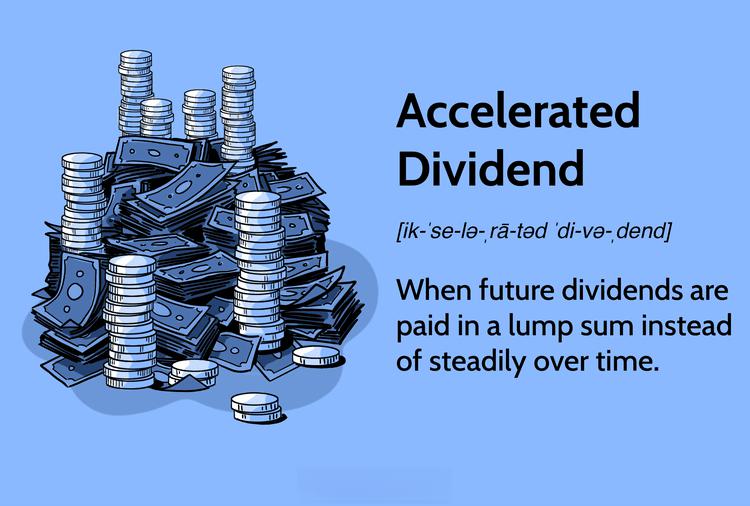 Accelerated
Dividend
[ik-ˈse-lə-ˌrā-təd ˈdi-və-ˌdend]
When future dividends are
paid in a lump sum instead
of steadily over time.